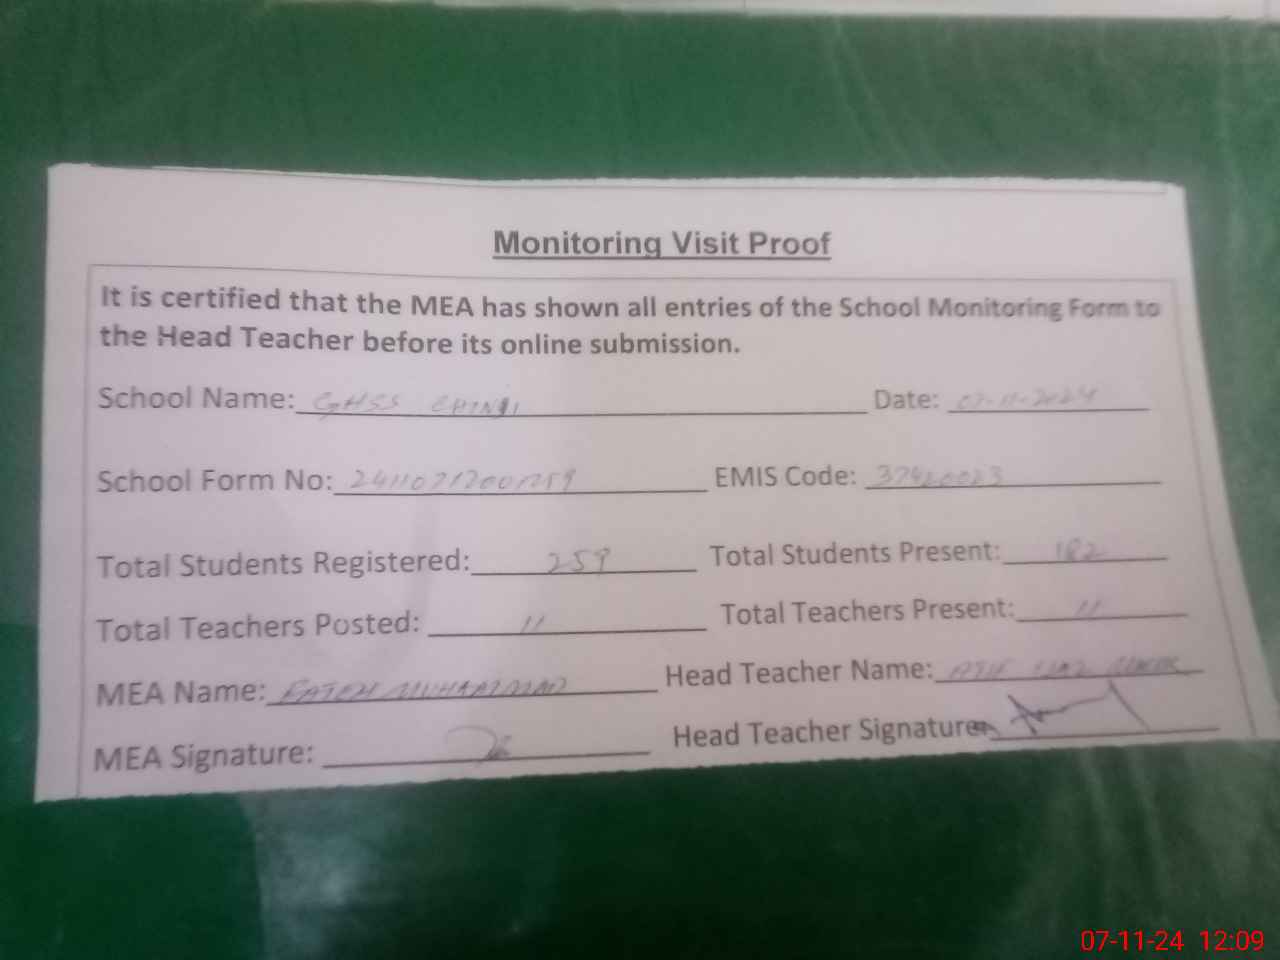 Monitoring Visit Proof
It is certified that the MEA has shown all entries of the School Monitoring Form to
the Head Teacher before its online submission.
School Name: GHSS Date: 07-11-2024
School Form No: EMIS Code: 37420023
Total Students Registered: 259 Total Students Present: 182
Total Teachers Posted: 11 Total Teachers Present: 11
MEA Name: FATEH MUHAMMAD Head Teacher Name:
MEA Signature: Head Teacher Signature
07-11-24 12:09